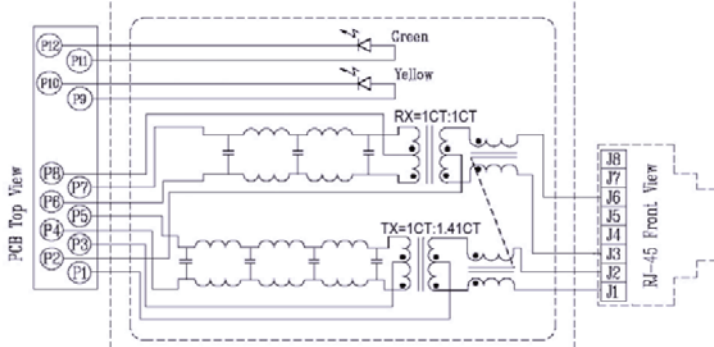 P12
Green
P11
P10
Yellow
P9
RX=1CT:1CT
P8
P7
P6
P5
P4
P3
P2
P1
TX=1CT:1.41CT
J8
J7
J6
J5
J4
J3
J2
J1
PCB Top View
RJ-45 Front View